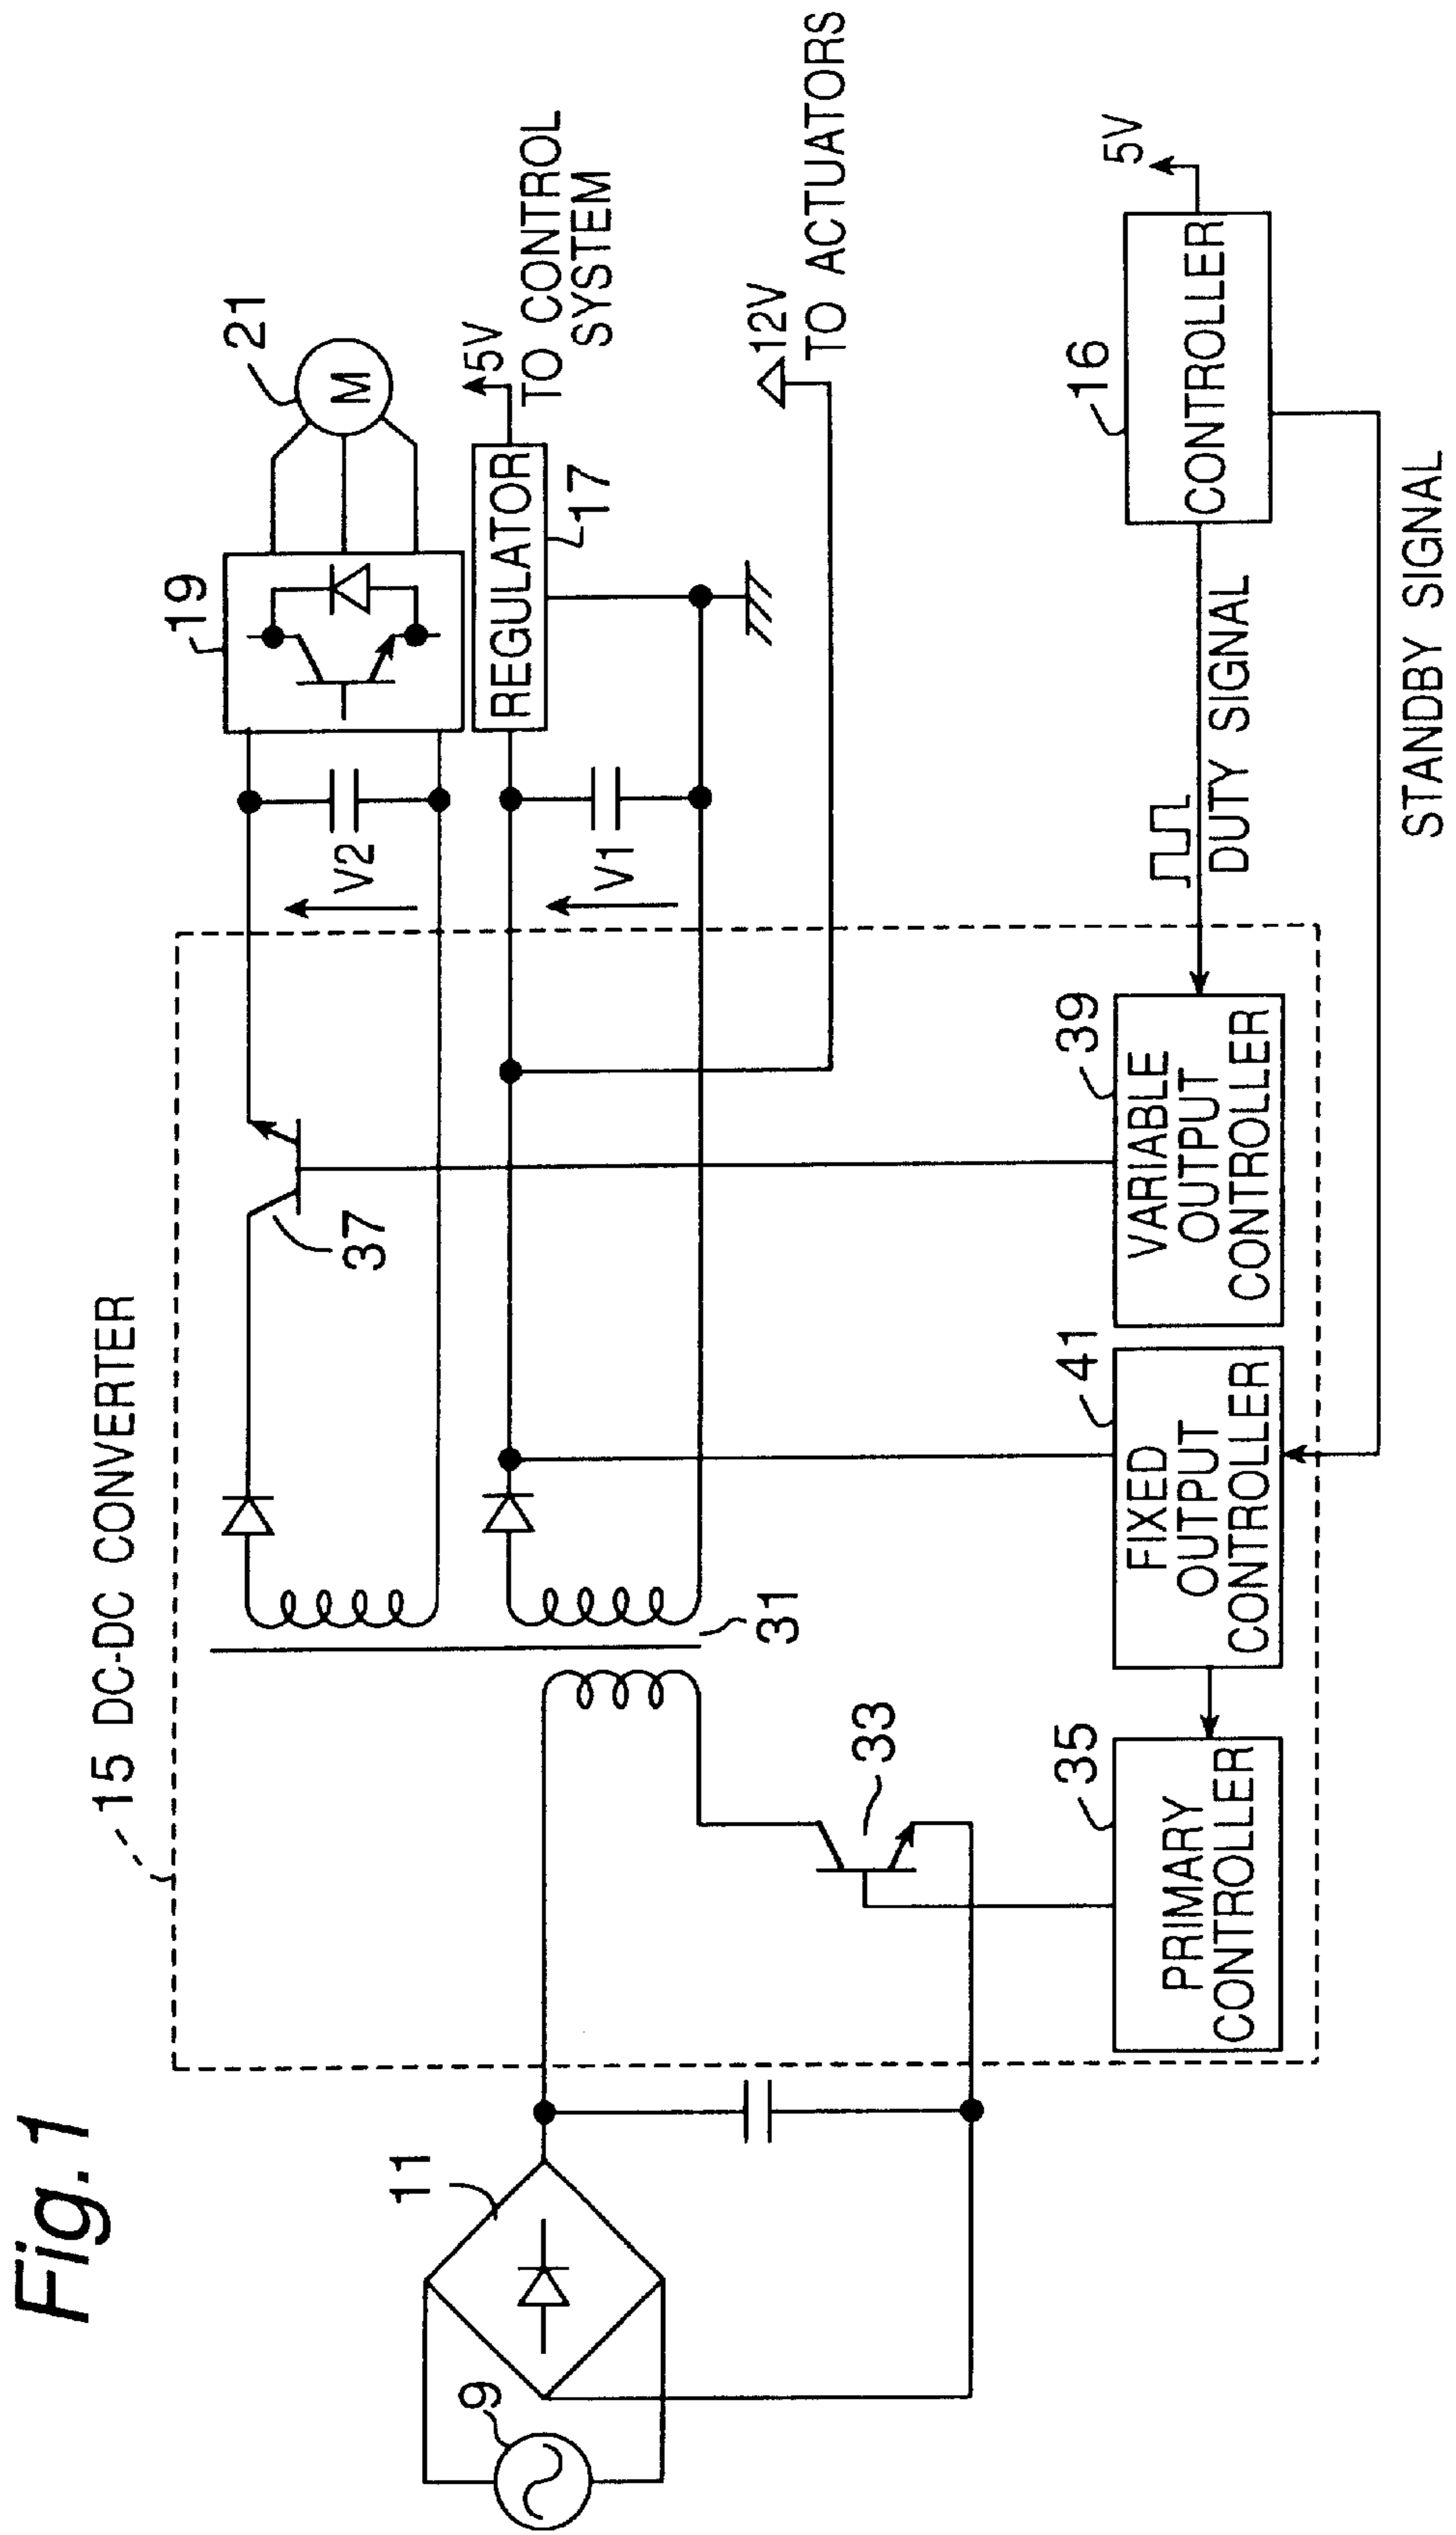 Fig.1
15 DC-DC CONVERTER
19
21
37
V2
5V
TO CONTROL
SYSTEM
REGULATOR
17
V1
12V
TO ACTUATORS
11
9
31
33
35
PRIMARY
CONTROLLER
41
FIXED
OUTPUT
CONTROLLER
39
VARIABLE
OUTPUT
CONTROLLER
DUTY SIGNAL
16
CONTROLLER
5V
STANDBY SIGNAL
M